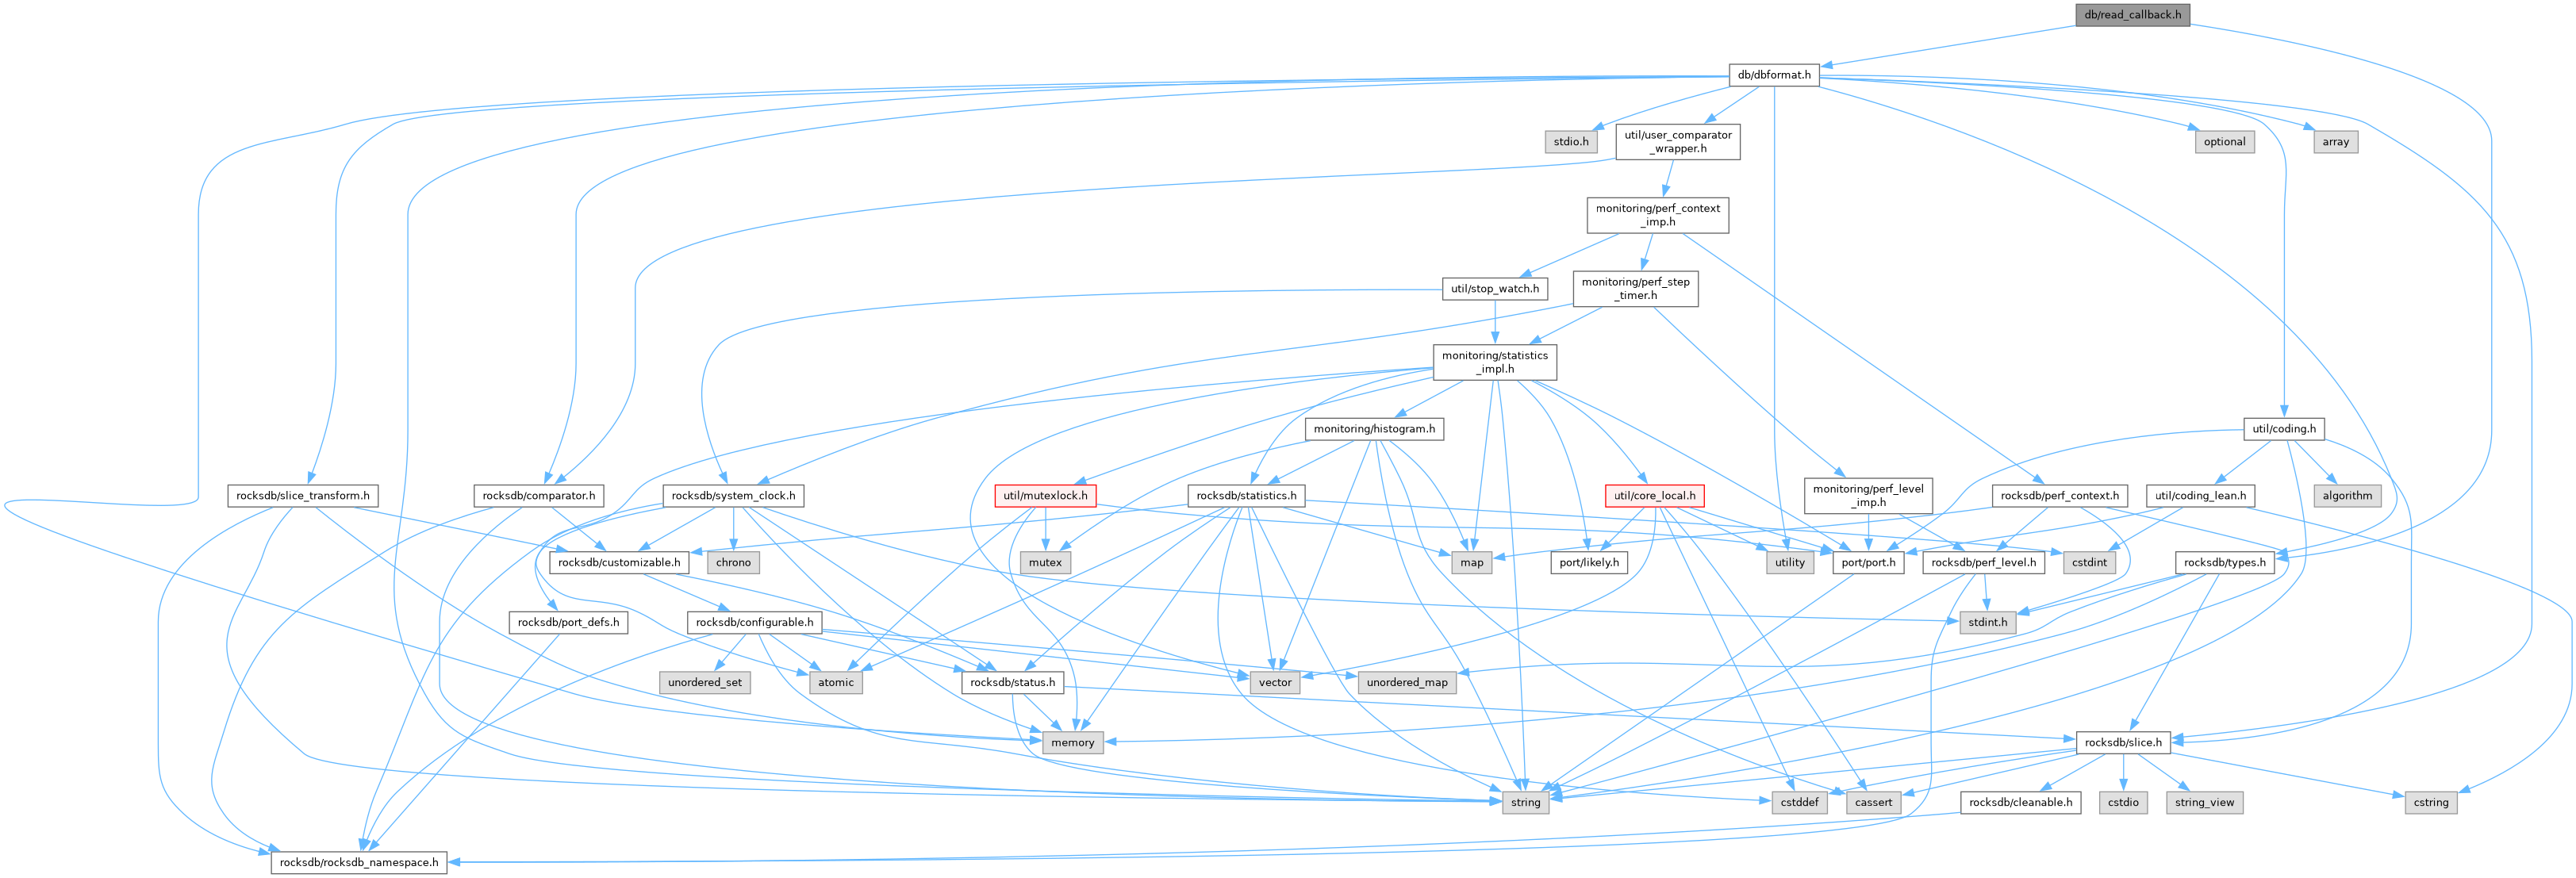 db/read_callback.h
db/dbformat.h
stdio.h
util/user_comparator
_wrapper.h
optional
array
monitoring/perf_context
_imp.h
util/stop_watch.h
monitoring/perf_step
_timer.h
monitoring/statistics
_impl.h
monitoring/histogram.h
util/coding.h
rocksdb/slice_transform.h
rocksdb/comparator.h
rocksdb/system_clock.h
util/mutexlock.h
rocksdb/statistics.h
util/core_local.h
monitoring/perf_level
_imp.h
rocksdb/perf_context.h
util/coding_lean.h
algorithm
rocksdb/customizable.h
chrono
mutex
map
port/likely.h
utility
port/port.h
rocksdb/perf_level.h
cstdint
rocksdb/types.h
rocksdb/port_defs.h
rocksdb/configurable.h
stdint.h
unordered_set
atomic
rocksdb/status.h
vector
unordered_map
memory
rocksdb/slice.h
string
cstddef
cassert
rocksdb/cleanable.h
cstdio
string_view
cstring
rocksdb/rocksdb_namespace.h